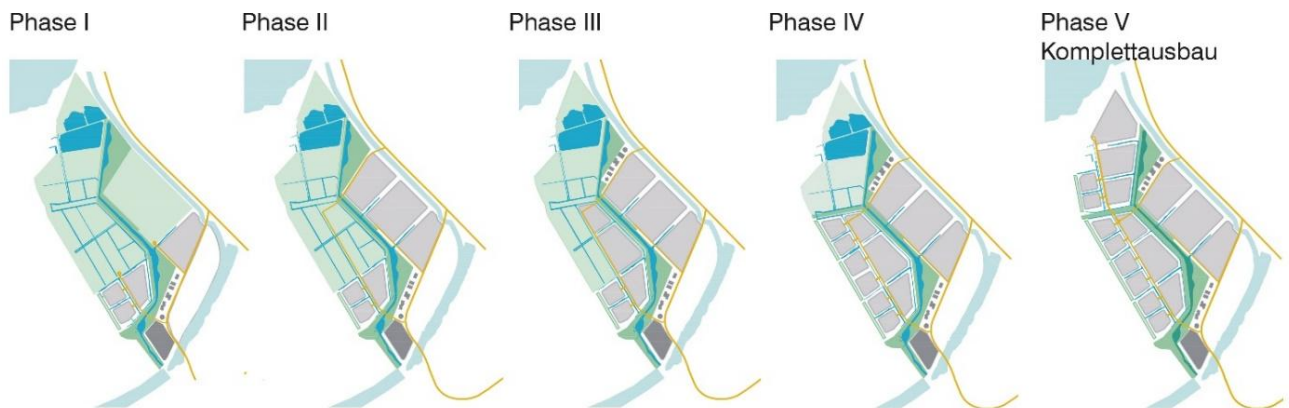 Phase I
Phase II
Phase III
Phase IV
Phase V
Komplettausbau